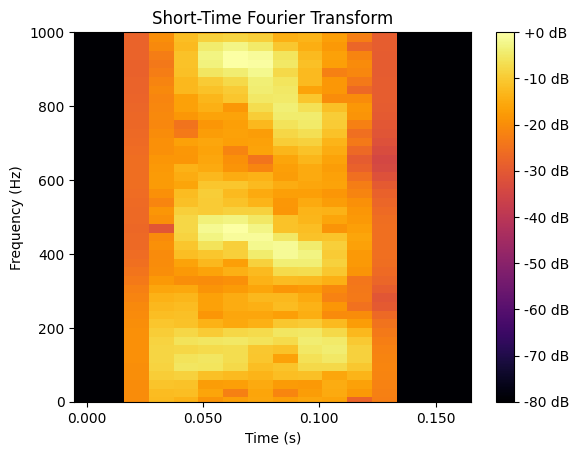 Short-Time Fourier Transform
Frequency (Hz)
1000
800
600
400
200
0
0.000
0.050
0.100
0.150
Time (s)
+0 dB
-10 dB
-20 dB
-30 dB
-40 dB
-50 dB
-60 dB
-70 dB
-80 dB